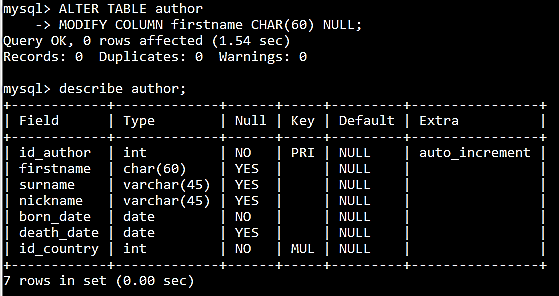 mysql> ALTER TABLE author
    -> MODIFY COLUMN firstname CHAR(60) NULL;
Query OK, 0 rows affected (1.54 sec)
Records: 0  Duplicates: 0  Warnings: 0

mysql> describe author;
+------------+-------------+------+-----+---------+----------------+
| Field      | Type        | Null | Key | Default | Extra          |
+------------+-------------+------+-----+---------+----------------+
| id_author  | int         | NO   | PRI | NULL    | auto_increment |
| firstname  | char(60)    | YES  |     | NULL    |                |
| surname    | varchar(45) | YES  |     | NULL    |                |
| nickname   | varchar(45) | YES  |     | NULL    |                |
| born_date  | date        | NO   |     | NULL    |                |
| death_date | date        | YES  |     | NULL    |                |
| id_country | int         | NO   | MUL | NULL    |                |
+------------+-------------+------+-----+---------+----------------+
7 rows in set (0.00 sec)